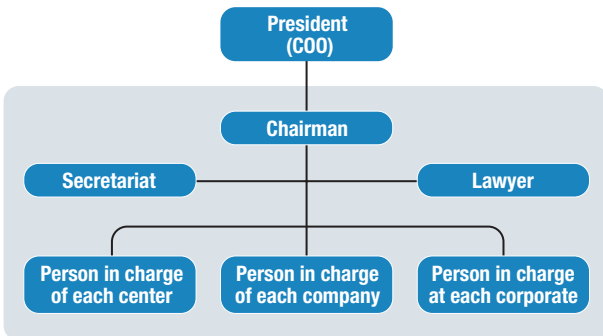 President
(COO)
Chairman
Secretariat
Lawyer
Person in charge
of each center
Person in charge
of each company
Person in charge
at each corporate